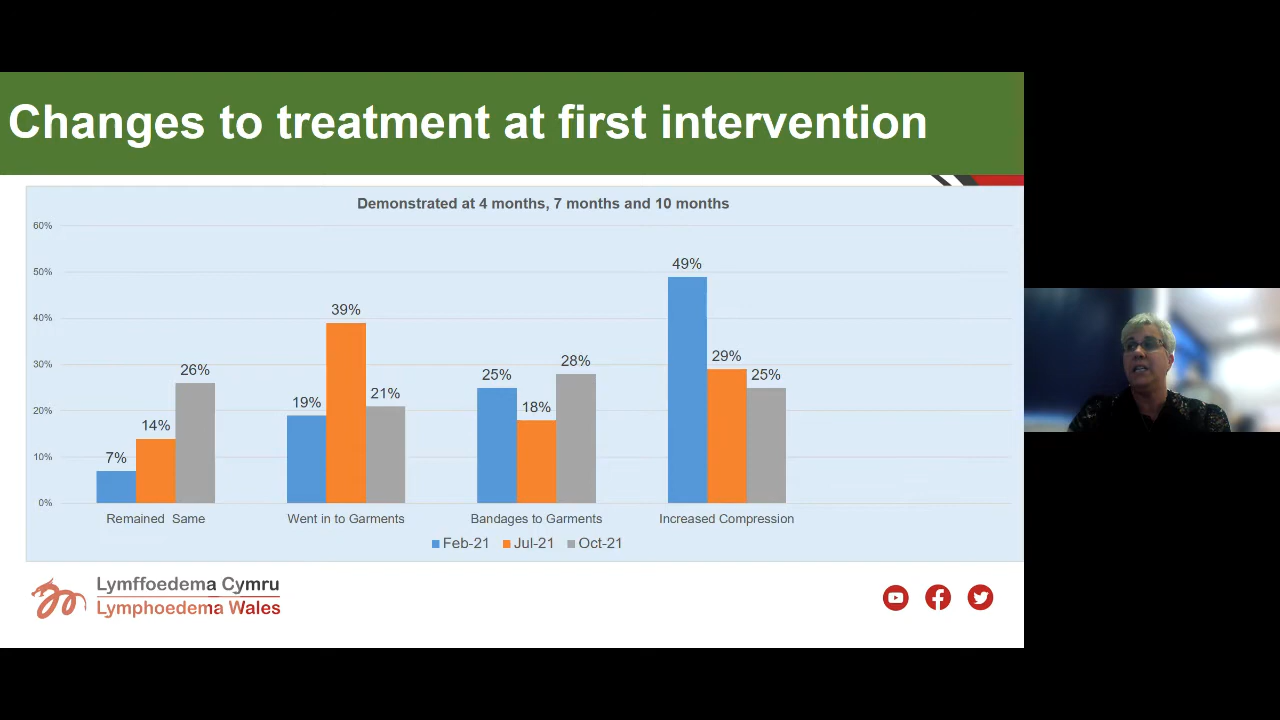 Changes to treatment at first intervention
Demonstrated at 4 months, 7 months and 10 months
60%
50%
40%
30%
20%
10%
0%
7%
14%
26%
19%
39%
21%
25%
18%
28%
49%
29%
25%
Remained Same
Went in to Garments
Bandages to Garments
Increased Compression
Feb-21
Jul-21
Oct-21
Lymffoedema Cymru
Lymphoedema Wales